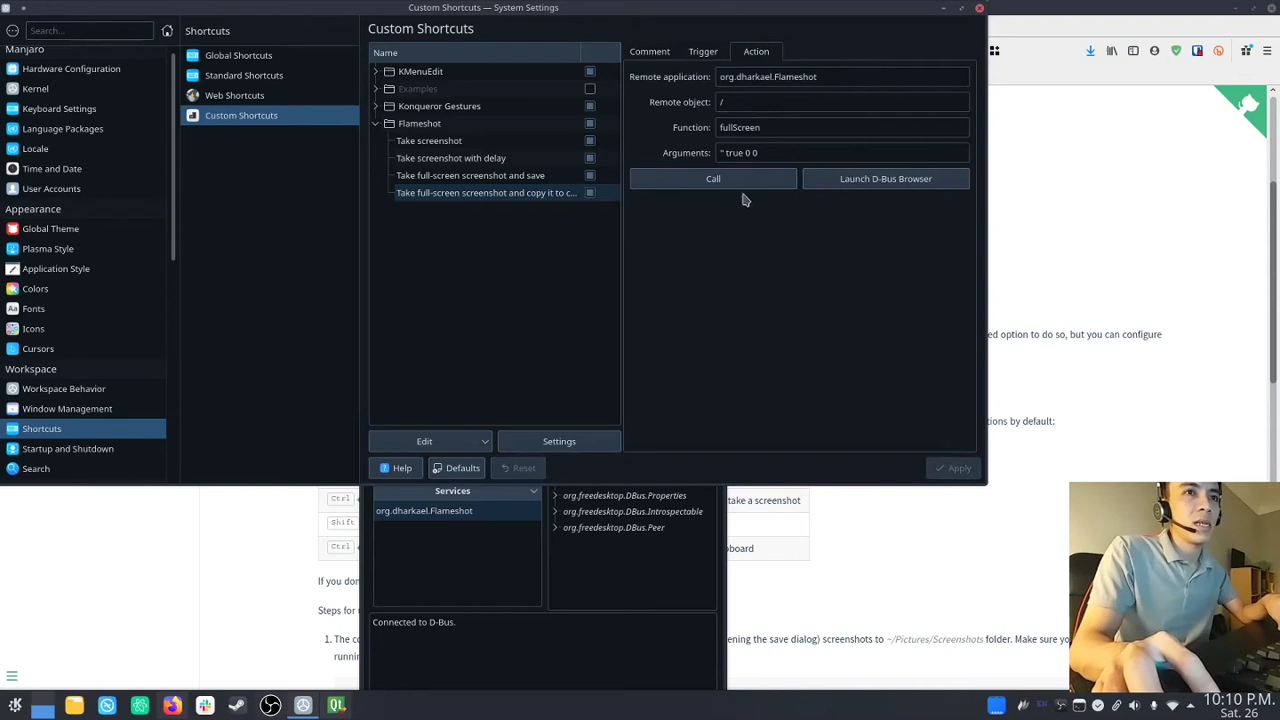 Custom Shortcuts — System Settings
Search...
Manjaro
Hardware Configuration
Kernel
Keyboard Settings
Language Packages
Locale
Time and Date
User Accounts
Appearance
Global Theme
Plasma Style
Application Style
Colors
Fonts
Icons
Cursors
Workspace
Workspace Behavior
Window Management
Shortcuts
Startup and Shutdown
Search
Shortcuts
Global Shortcuts
Standard Shortcuts
Web Shortcuts
Custom Shortcuts
Custom Shortcuts
Name
KMenuEdit
Examples
Konqueror Gestures
Flameshot
Take screenshot
Take screenshot with delay
Take full-screen screenshot and save
Take full-screen screenshot and copy it to c...
Edit
Settings
Help
Defaults
Reset
Comment Trigger Action
Remote application: org.dharkael.Flameshot
Remote object: /
Function: fullScreen
Arguments: '' true 0 0
Call
Launch D-Bus Browser
Apply
ed option to do so, but you can configure
tions by default:
Services
org.dharkael.Flameshot
org.freedesktop.DBus.Properties
org.freedesktop.DBus.Introspectable
org.freedesktop.DBus.Peer
Connected to D-Bus.
Ctrl
Shift
Ctrl
take a screenshot
board
If you don
Steps for
1. The co
runnin
ening the save dialog) screenshots to ~/Pictures/Screenshots folder. Make sure yo
10:10 P.M.
Sat. 26